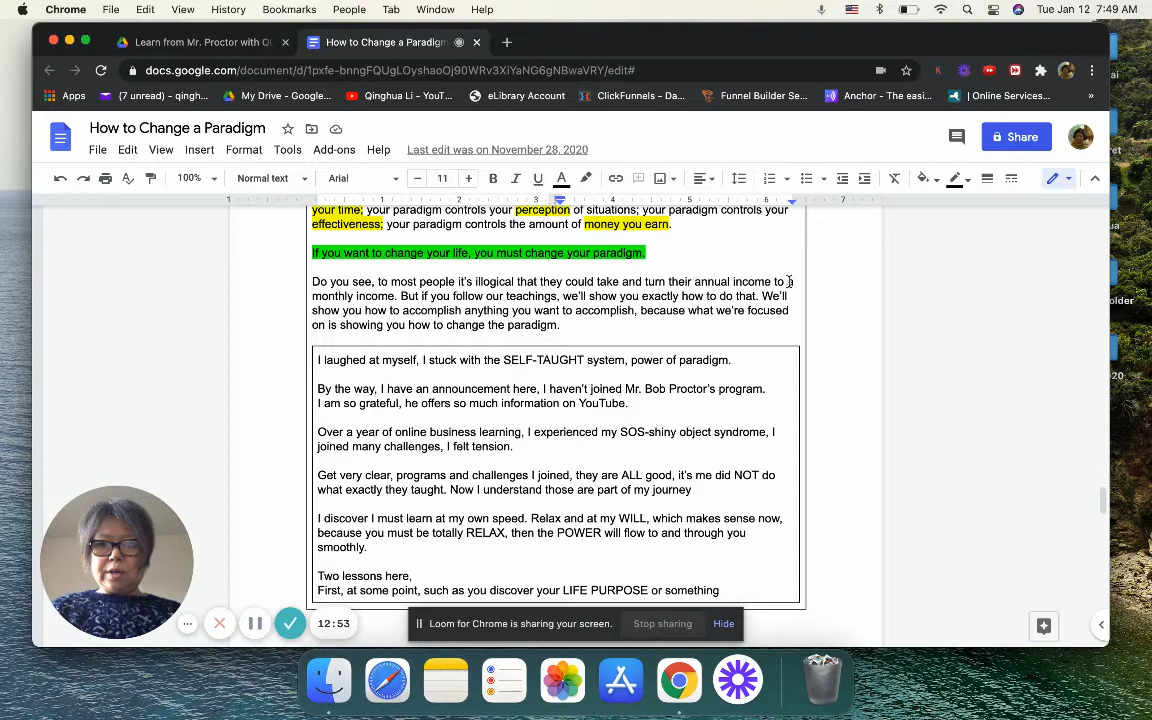 Chrome File Edit View History Bookmarks People Tab Window Help Tue Jan 12 7:49 AM
Learn from Mr. Proctor with Q How to Change a Paradigm
docs.google.com/document/d/1pxfe-bnngFQUgLOyshaoOj90WRv3XiYaNG6gNBwaVRY/edit#
Apps (7 unread) - qingh... My Drive - Google... Qinghua Li - YouT... eLibrary Account ClickFunnels - Da... Funnel Builder Se... Anchor - The easi... | Online Services... »
How to Change a Paradigm
Share
File Edit View Insert Format Tools Add-ons Help Last edit was on November 28, 2020
100% Normal text Arial 11
1 1 2 3 4 5 6 7
your time; your paradigm controls your perception of situations; your paradigm controls your
effectiveness; your paradigm controls the amount of money you earn.
If you want to change your life, you must change your paradigm.
Do you see, to most people it's illogical that they could take and turn their annual income to a
monthly income. But if you follow our teachings, we'll show you exactly how to do that. We'll
show you how to accomplish anything you want to accomplish, because what we're focused
on is showing you how to change the paradigm.
I laughed at myself, I stuck with the SELF-TAUGHT system, power of paradigm.
By the way, I have an announcement here, I haven't joined Mr. Bob Proctor's program.
I am so grateful, he offers so much information on YouTube.
Over a year of online business learning, I experienced my SOS-shiny object syndrome, I
joined many challenges, I felt tension.
Get very clear, programs and challenges I joined, they are ALL good, it's me did NOT do
what exactly they taught. Now I understand those are part of my journey
I discover I must learn at my own speed. Relax and at my WILL, which makes sense now,
because you must be totally RELAX, then the POWER will flow to and through you
smoothly.
Two lessons here,
First, at some point, such as you discover your LIFE PURPOSE or something
12:53
Loom for Chrome is sharing your screen. Stop sharing Hide